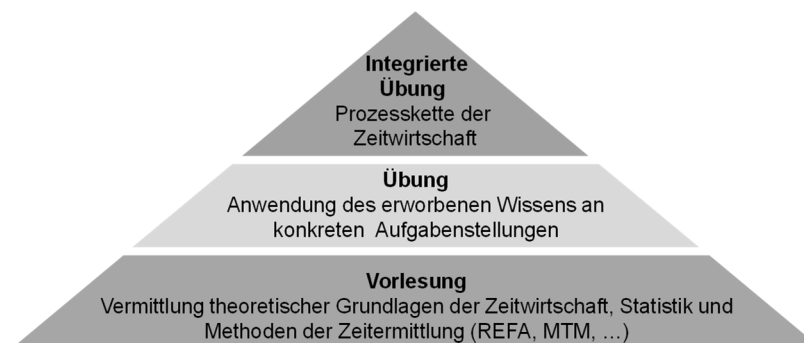 Integrierte
Übung
Prozesskette der
Zeitwirtschaft
Übung
Anwendung des erworbenen Wissens an
konkreten Aufgabenstellungen
Vorlesung
Vermittlung theoretischer Grundlagen der Zeitwirtschaft, Statistik und
Methoden der Zeitermittlung (REFA, MTM, …)